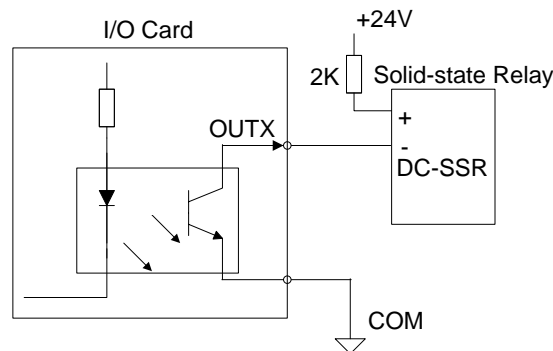 I/O Card
+24V
2K
Solid-state Relay
OUTX
+
-
DC-SSR
COM